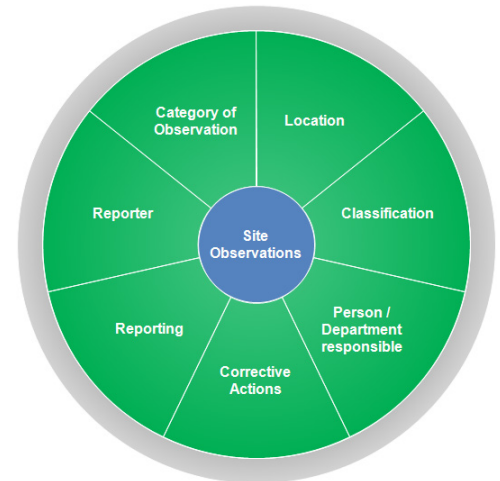 Category of
Observation
Location
Reporter
Classification
Site
Observations
Reporting
Person /
Department
responsible
Corrective
Actions